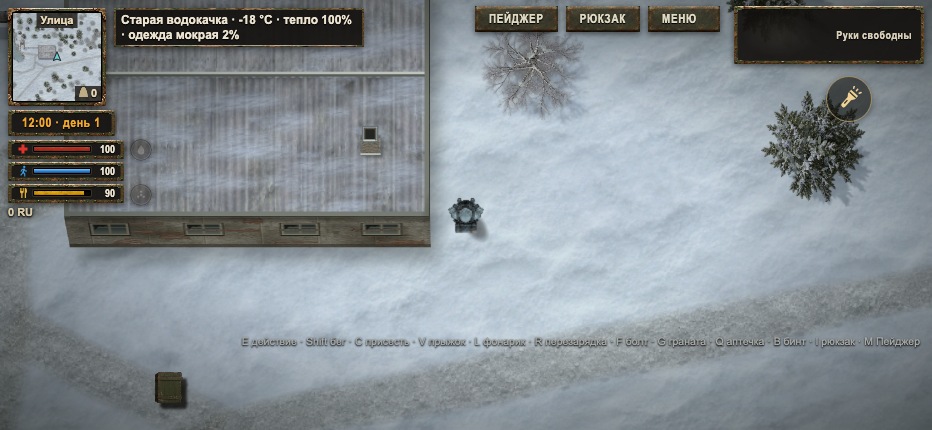 Улица
Старая водокачка · -18 °C · тепло 100%
· одежда мокрая 2%
ПЕЙДЖЕР
РЮКЗАК
МЕНЮ
Руки свободны
0
12:00 · день 1
100
100
90
0 RU
E действие · Shift бег · C присесть · V прыжок · L фонарик · R перезарядка · F болт · G граната · Q аптечка · B бинт · I рюкзак · M Пейджер